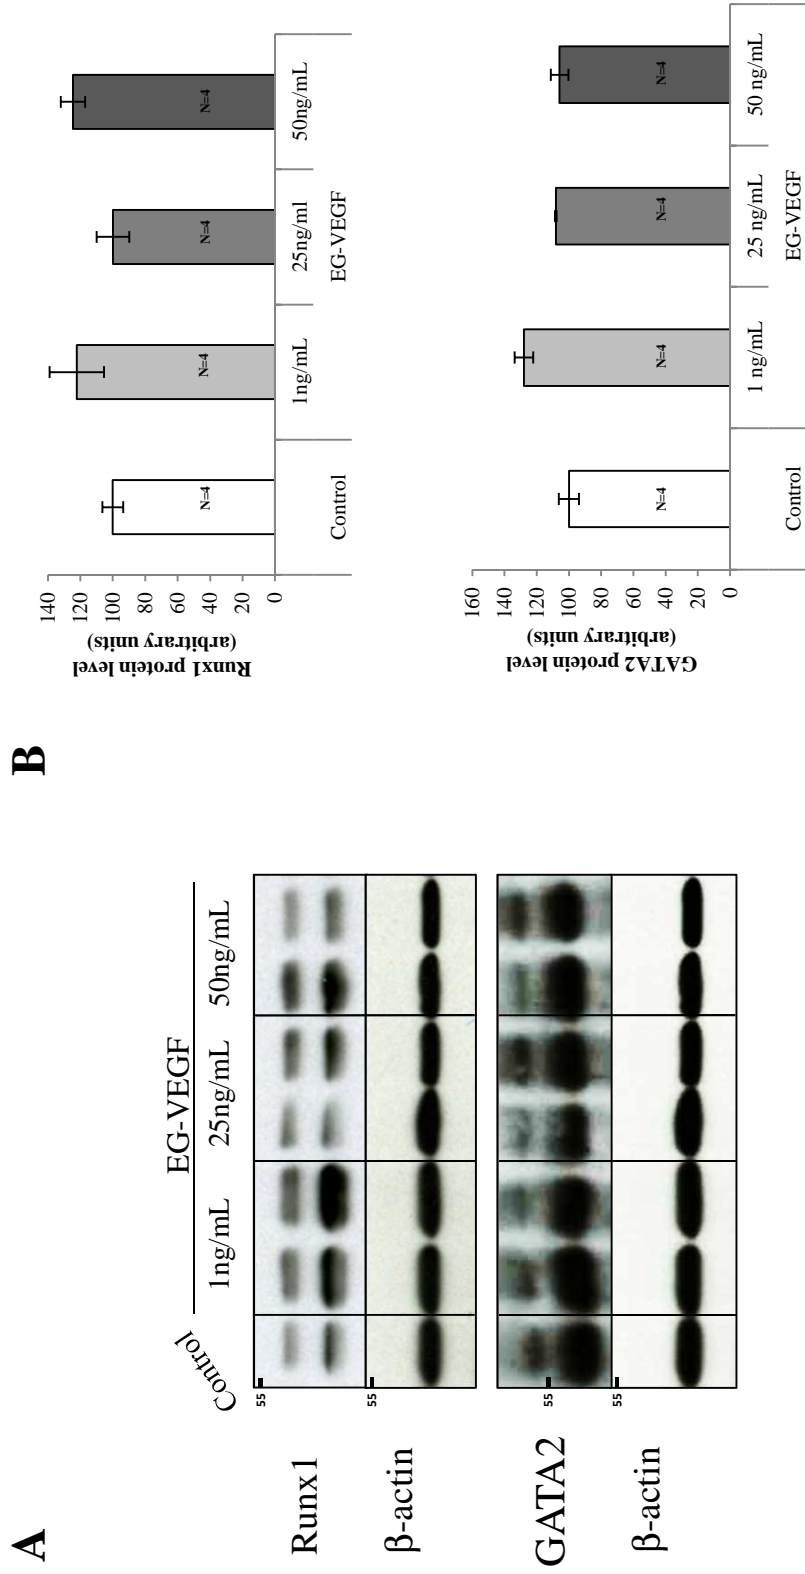 A
Control
EG-VEGF
1ng/mL 25ng/mL 50ng/mL
55
Runx1
55
β-actin
55
GATA2
55
β-actin
B
Runx1 protein level
(arbitrary units)
140
120
100
80
60
40
20
0
N=4 N=4 N=4 N=4
Control 1ng/mL 25ng/ml 50ng/mL
EG-VEGF
GATA2 protein level
(arbitrary units)
160
140
120
100
80
60
40
20
0
N=4 N=4 N=4 N=4
Control 1 ng/mL 25 ng/mL 50 ng/mL
EG-VEGF